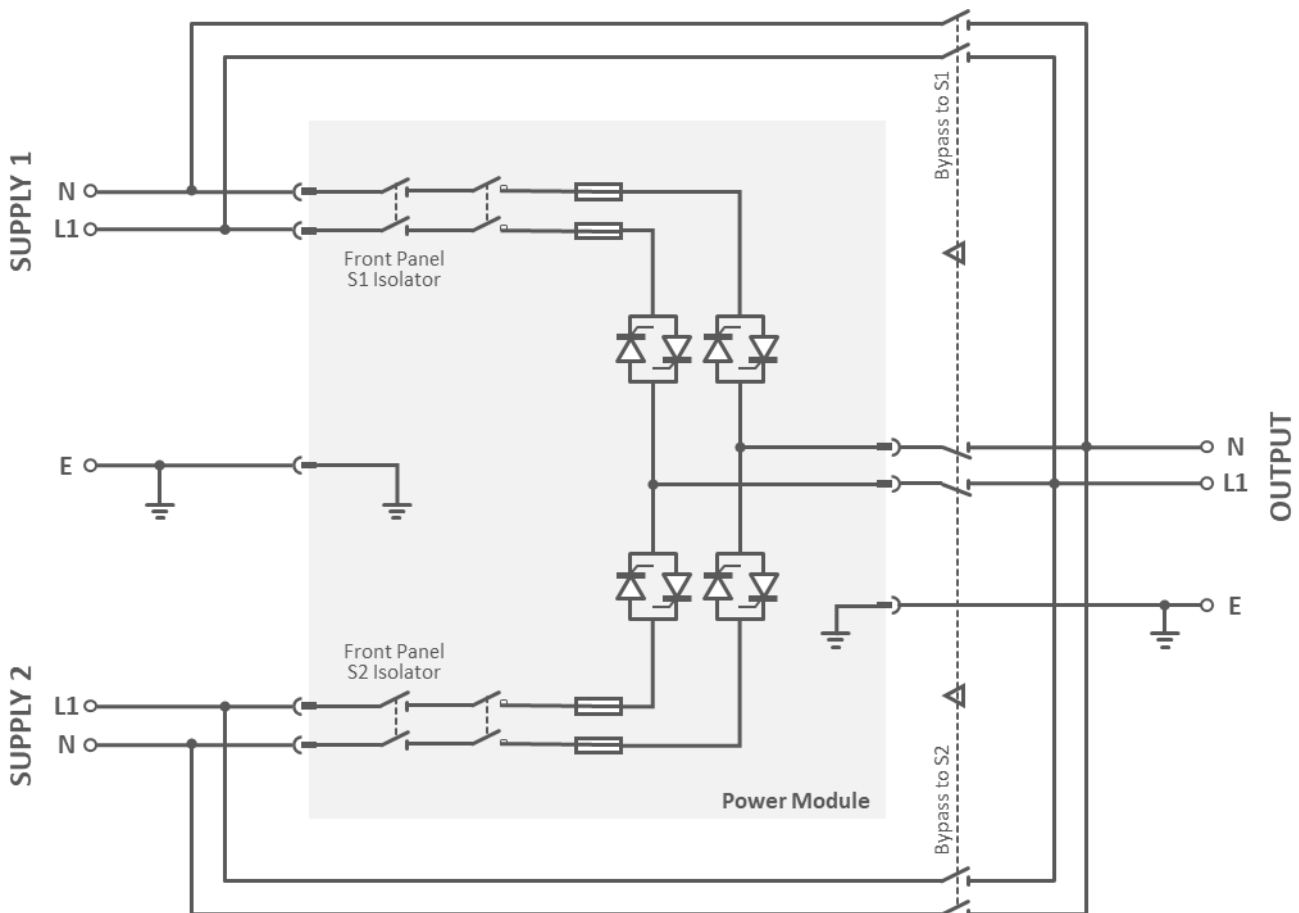 SUPPLY 1
N
L1
Front Panel
S1 Isolator
Bypass to S1
E
N
L1
OUTPUT
E
SUPPLY 2
Front Panel
S2 Isolator
L1
N
Power Module
Bypass to S2